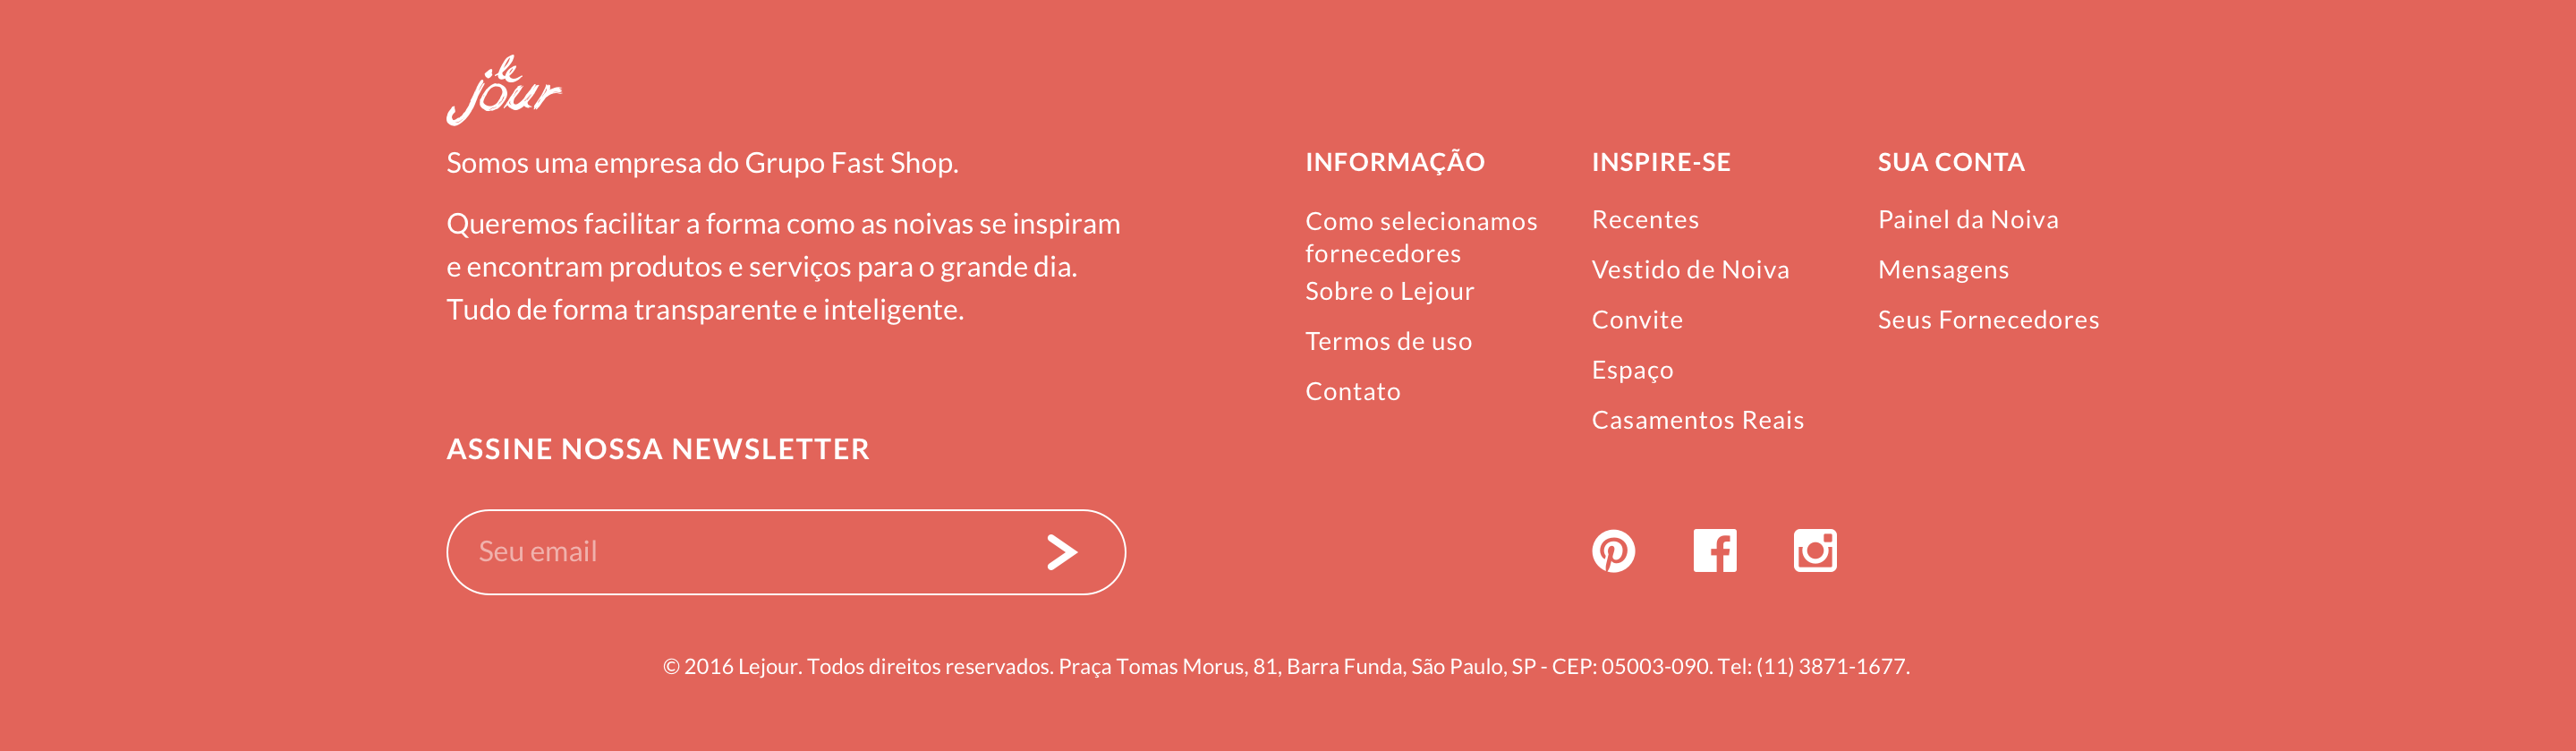 le
jour
Somos uma empresa do Grupo Fast Shop.
Queremos facilitar a forma como as noivas se inspiram
e encontram produtos e serviços para o grande dia.
Tudo de forma transparente e inteligente.
ASSINE NOSSA NEWSLETTER
Seu email
INFORMAÇÃO
Como selecionamos
fornecedores
Sobre o Lejour
Termos de uso
Contato
INSPIRE-SE
Recentes
Vestido de Noiva
Convite
Espaço
Casamentos Reais
SUA CONTA
Painel da Noiva
Mensagens
Seus Fornecedores
© 2016 Lejour. Todos direitos reservados. Praça Tomas Morus, 81, Barra Funda, São Paulo, SP - CEP: 05003-090. Tel: (11) 3871-1677.